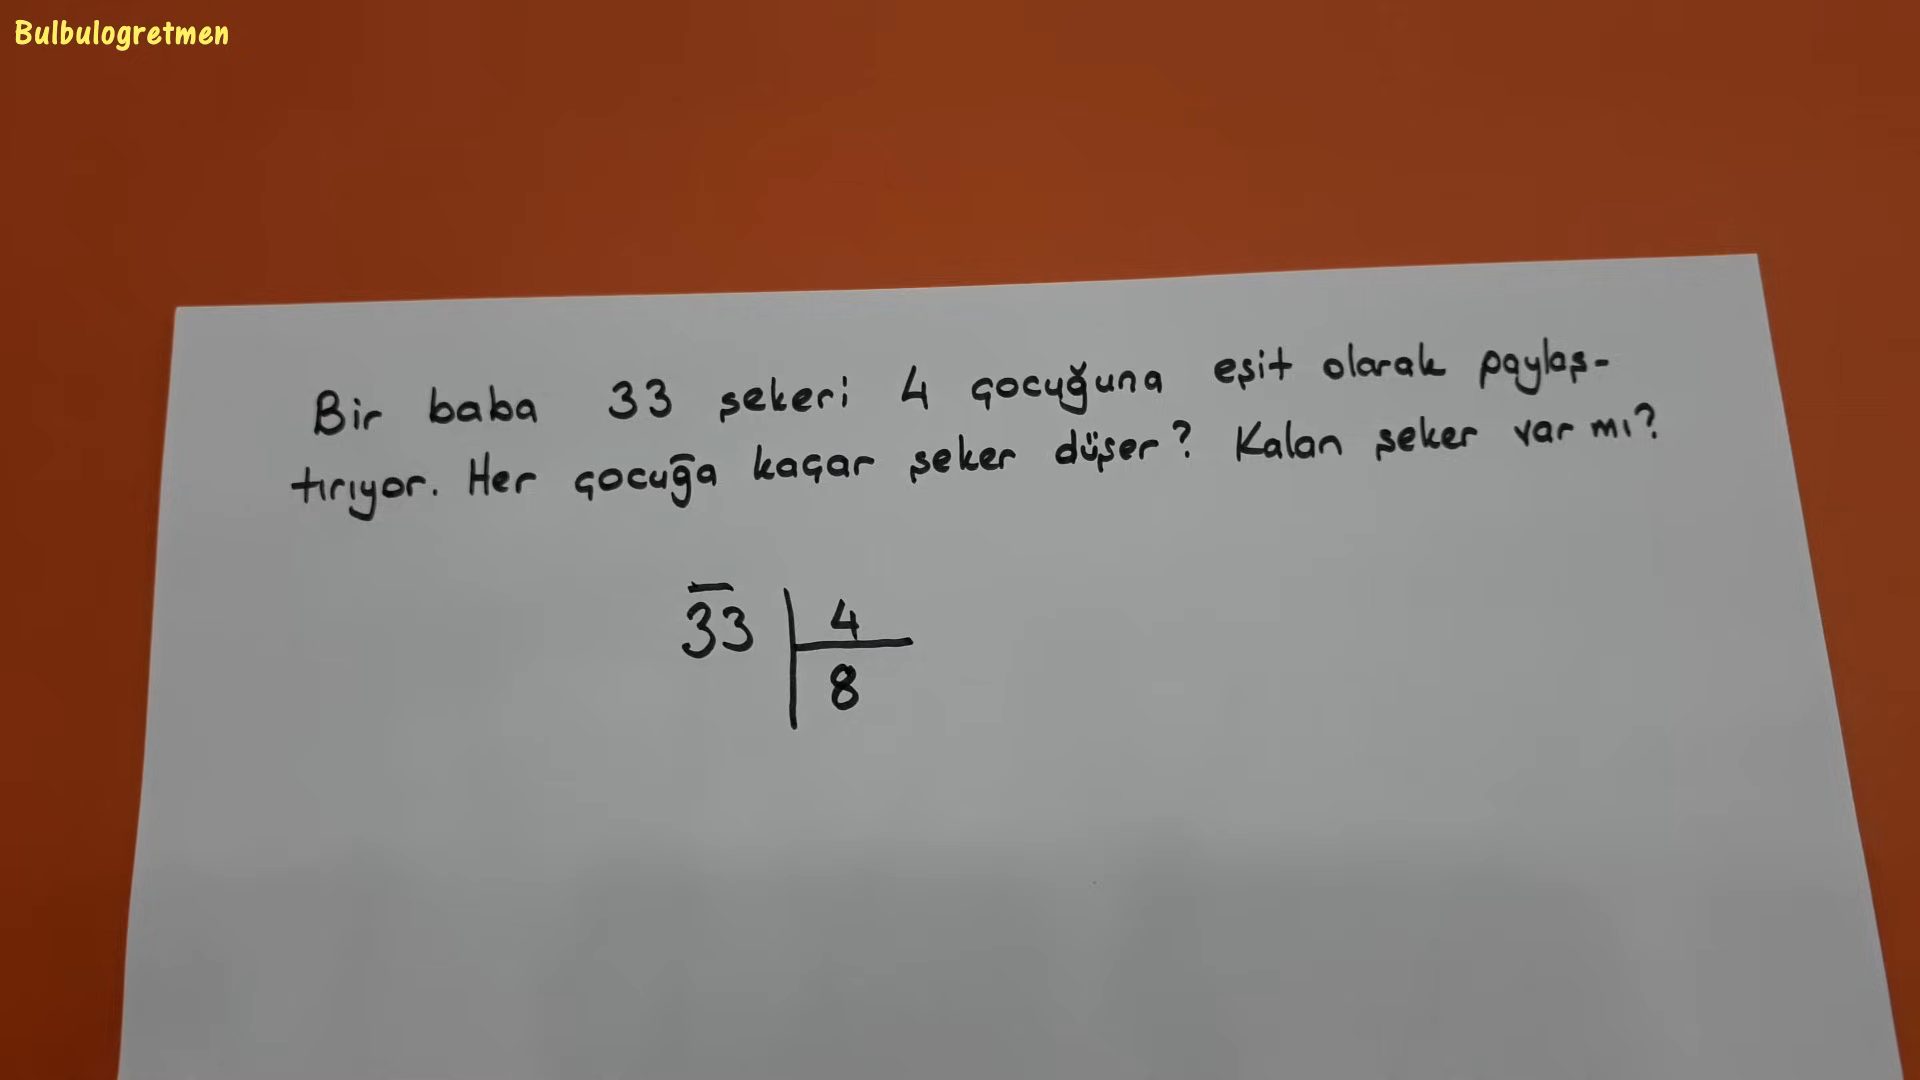 Bulbulogretmen
Bir baba 33 şekeri 4 çocuğuna eşit olarak paylaş-
tırıyor. Her çocuğa kaçar şeker düşer? Kalan şeker var mı?
33 4
8